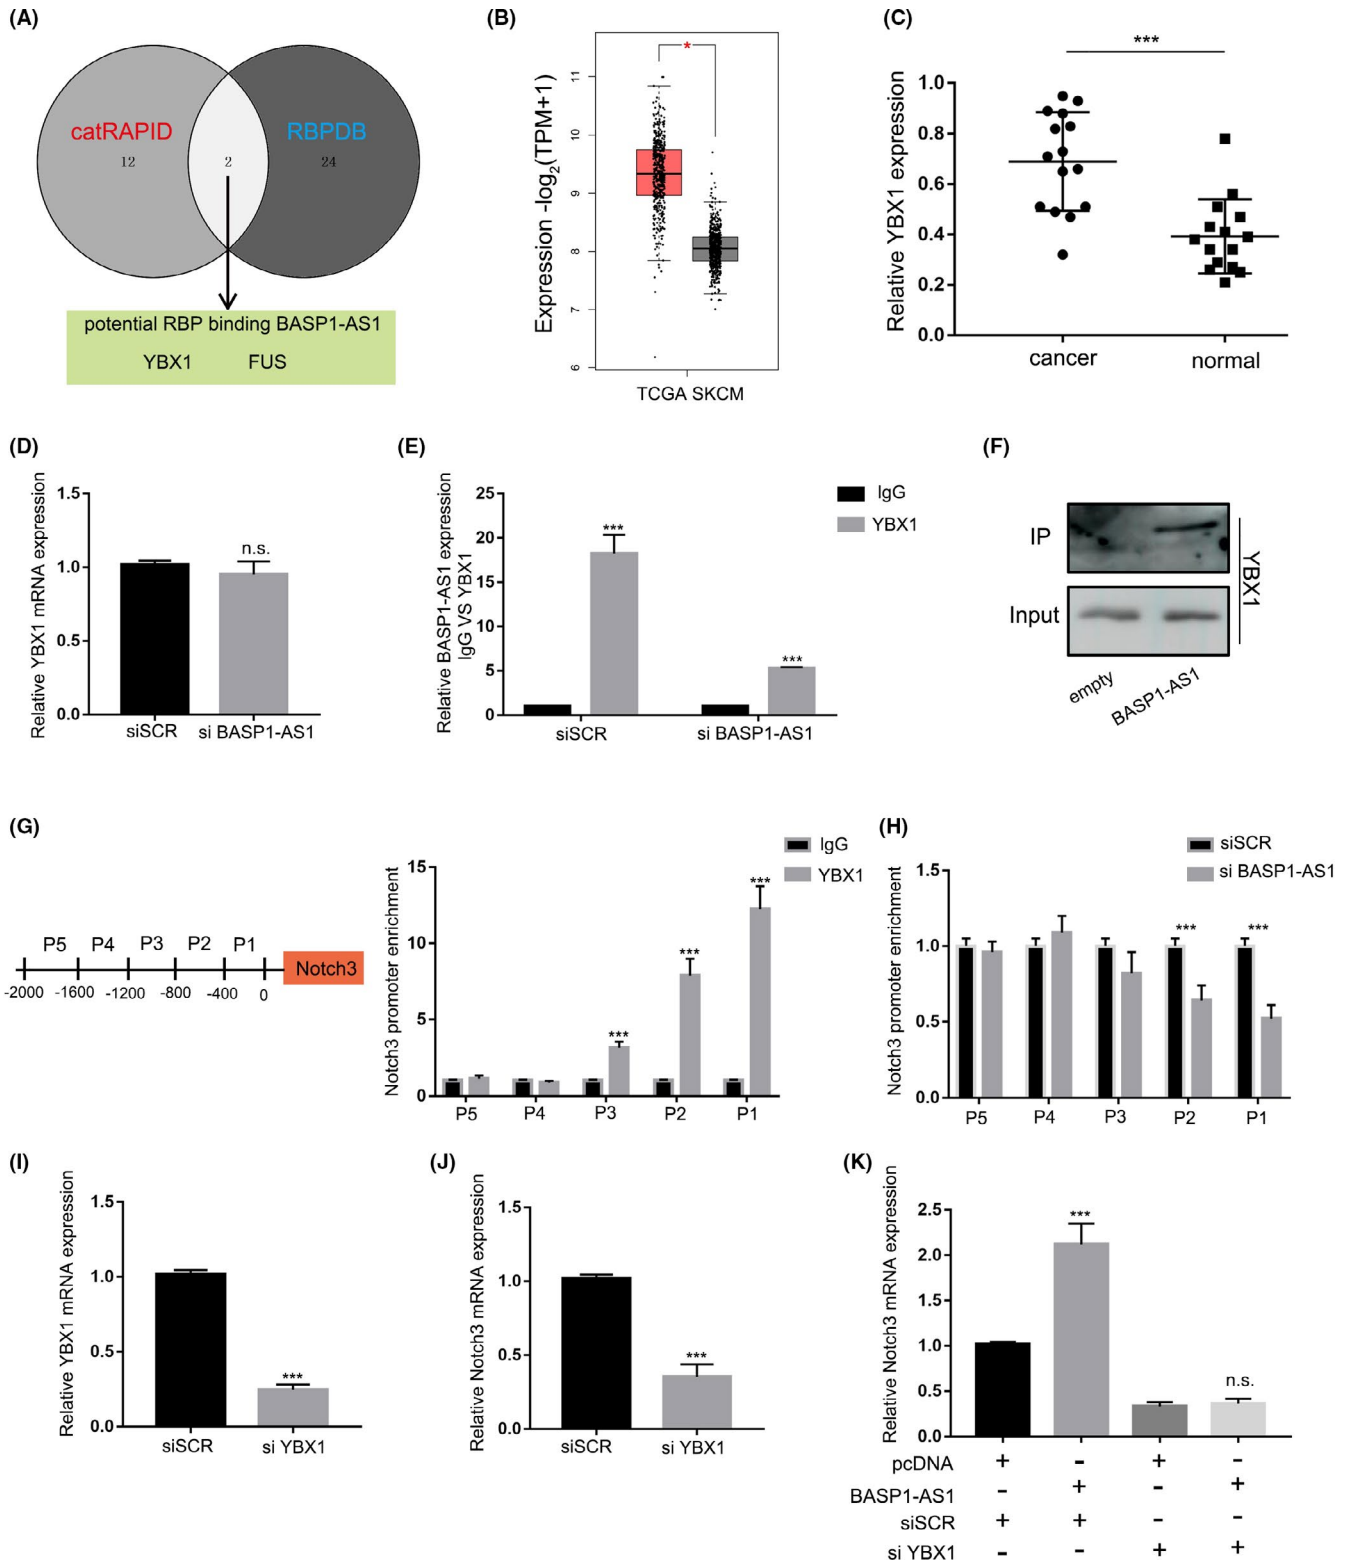 (A)
catRAPID
RBPDB
12
2
24
potential RBP binding BASP1-AS1
YBX1 FUS
(B)
Expression -log2(TPM+1)
11
10
9
8
7
6
*
TCGA SKCM
(C)
Relative YBX1 expression
***
1.0
0.8
0.6
0.4
0.2
0.0
cancer normal
(D)
Relative YBX1 mRNA expression
1.5
1.0
0.5
0.0
n.s.
siSCR si BASP1-AS1
(E)
Relative BASP1-AS1 expression
IgG VS YBX1
25
20
15
10
5
0
***
***
siSCR si BASP1-AS1
IgG
YBX1
(F)
IP
Input
YBX1
empty
BASP1-AS1
(G)
P5 P4 P3 P2 P1
Notch3
-2000 -1600 -1200 -800 -400 0
Notch3 promoter enrichment
15
10
5
0
***
***
***
P5 P4 P3 P2 P1
IgG
YBX1
(H)
Notch3 promoter enrichment
1.5
1.0
0.5
0.0
*** ***
P5 P4 P3 P2 P1
siSCR
si BASP1-AS1
(I)
Relative YBX1 mRNA expression
1.5
1.0
0.5
0.0
***
siSCR si YBX1
(J)
Relative Notch3 mRNA expression
1.5
1.0
0.5
0.0
***
siSCR si YBX1
(K)
Relative Notch3 mRNA expression
2.5
2.0
1.5
1.0
0.5
0.0
***
n.s.
pcDNA + - + -
BASP1-AS1 - + - +
siSCR + + - -
si YBX1 - - + +